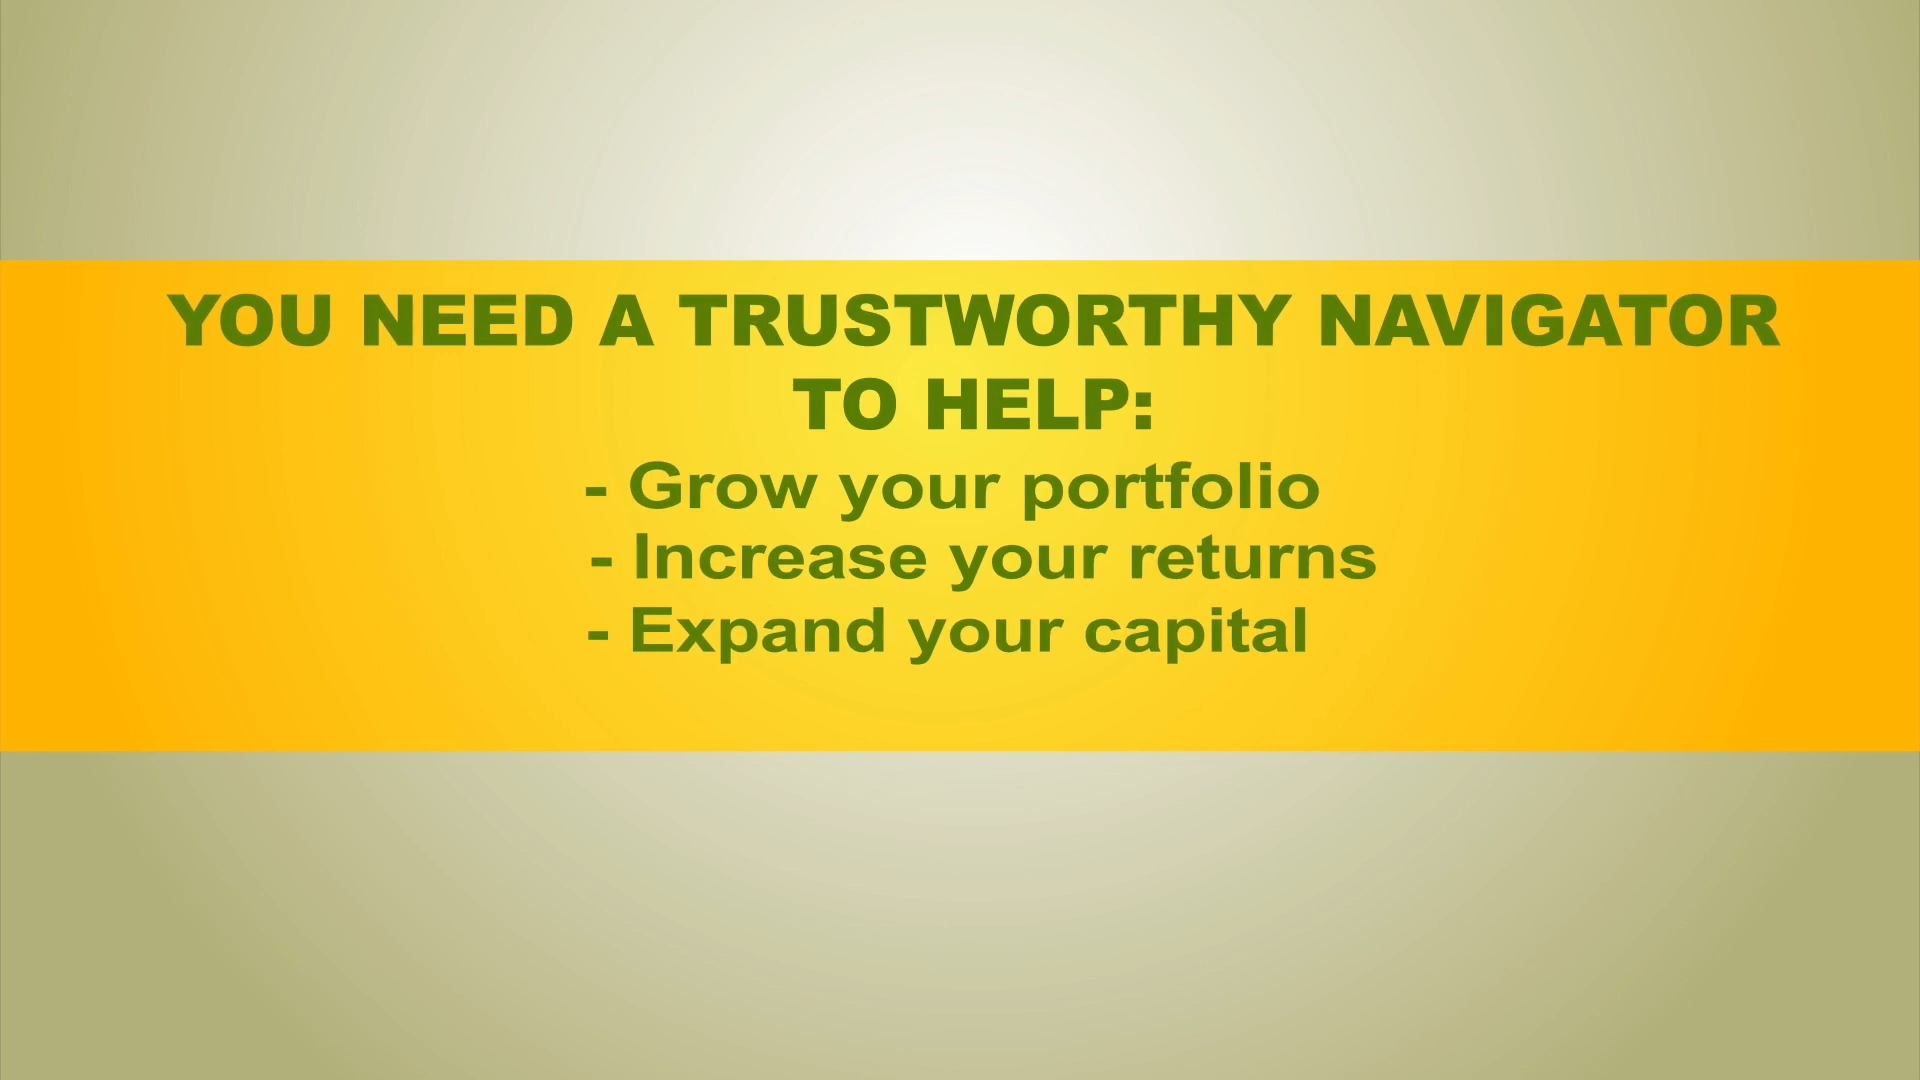 YOU NEED A TRUSTWORTHY NAVIGATOR
TO HELP:
- Grow your portfolio
- Increase your returns
- Expand your capital